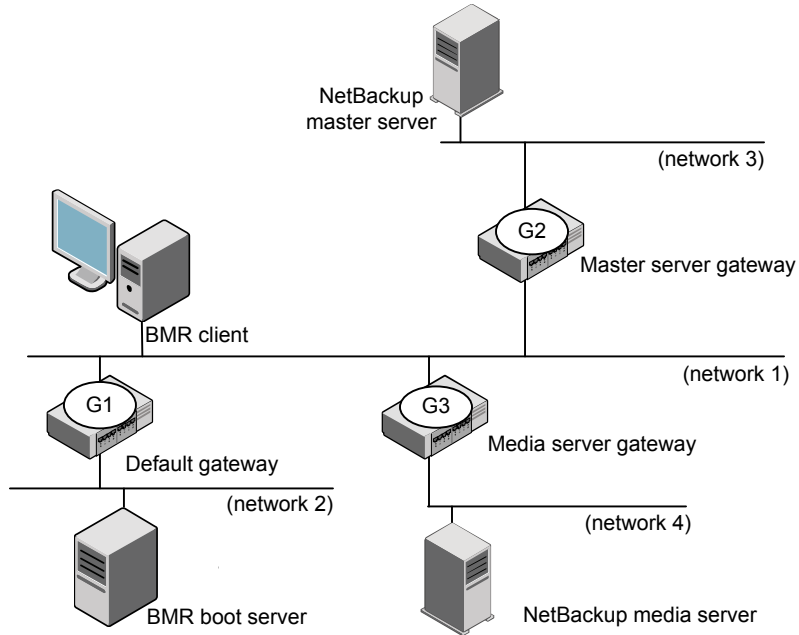 NetBackup
master server
(network 3)
G2
Master server gateway
BMR client
(network 1)
G1
G3
Default gateway
Media server gateway
(network 2)
(network 4)
BMR boot server
NetBackup media server